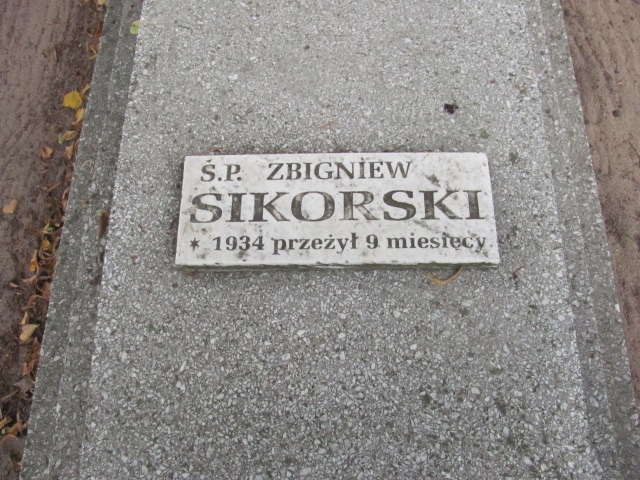 Ś.P. ZBIGNIEW
SIKORSKI
* 1934 przeżył 9 miesięcy